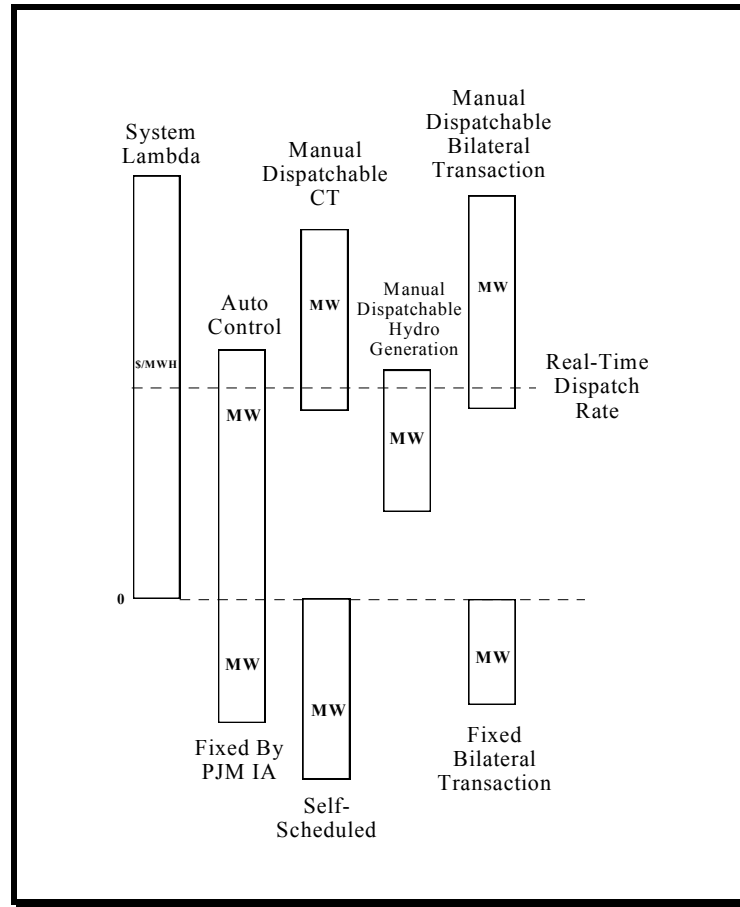 System
Lambda
Manual
Dispatchable
CT
Manual
Dispatchable
Bilateral
Transaction
Auto
Control
Manual
Dispatchable
Hydro
Generation
MW
MW
$/MWH
Real-Time
Dispatch
Rate
MW
MW
0
MW
MW
MW
Fixed By
PJM IA
Fixed
Bilateral
Transaction
Self-
Scheduled